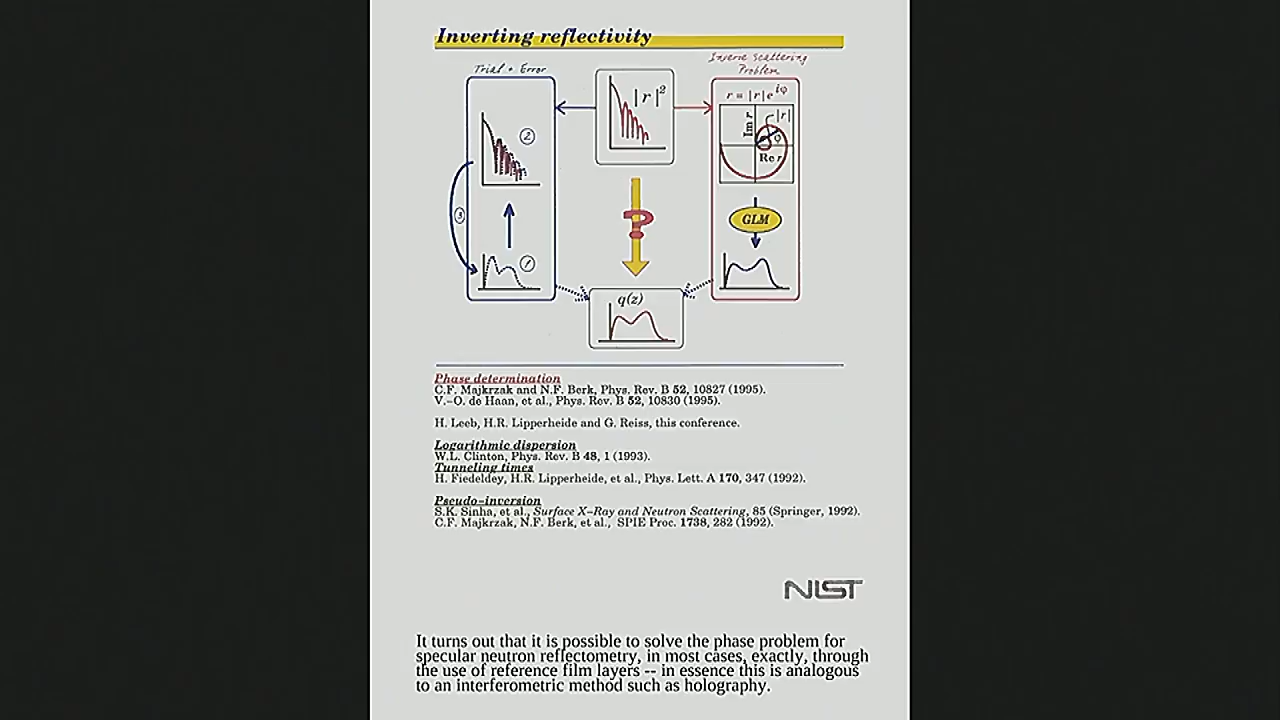 Inverting reflectivity
Trial + Error
Inverse Scattering
Problem
|r|²
r = |r|e^iφ
Im r
|r|
φ
Re r
2
3
?
GLM
1
q(z)
Phase determination
C.F. Majkrzak and N.F. Berk, Phys. Rev. B 52, 10827 (1995).
V.-O. de Haan, et al., Phys. Rev. B 52, 10830 (1995).
H. Leeb, H.R. Lipperheide and G. Reiss, this conference.
Logarithmic dispersion
W.L. Clinton, Phys. Rev. B 48, 1 (1993).
Tunneling times
H. Fiedeldey, H.R. Lipperheide, et al., Phys. Lett. A 170, 347 (1992).
Pseudo-inversion
S.K. Sinha, et al., Surface X-Ray and Neutron Scattering, 85 (Springer, 1992).
C.F. Majkrzak, N.F. Berk, et al., SPIE Proc. 1738, 282 (1992).
NIST
It turns out that it is possible to solve the phase problem for
specular neutron reflectometry, in most cases, exactly, through
the use of reference film layers -- in essence this is analogous
to an interferometric method such as holography.